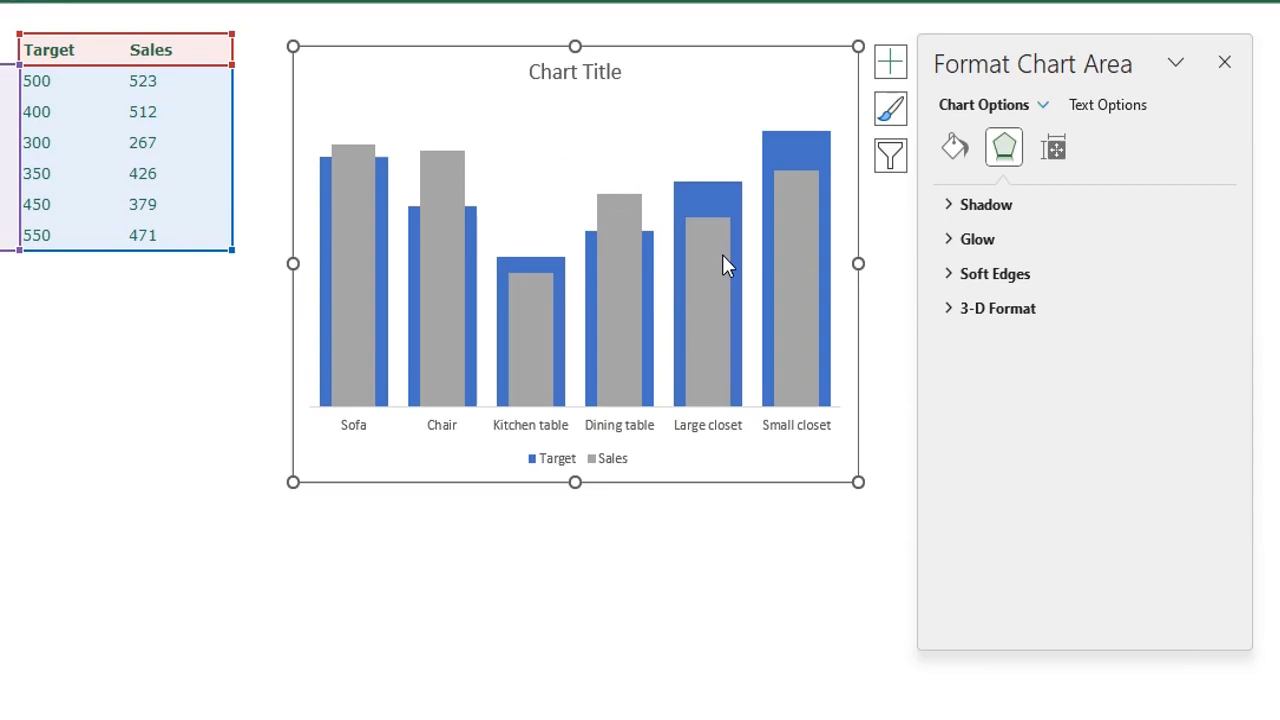 Target Sales
500 523
400 512
300 267
350 426
450 379
550 471
Chart Title
Sofa Chair Kitchen table Dining table Large closet Small closet
Target Sales
Format Chart Area
Chart Options Text Options
Shadow
Glow
Soft Edges
3-D Format